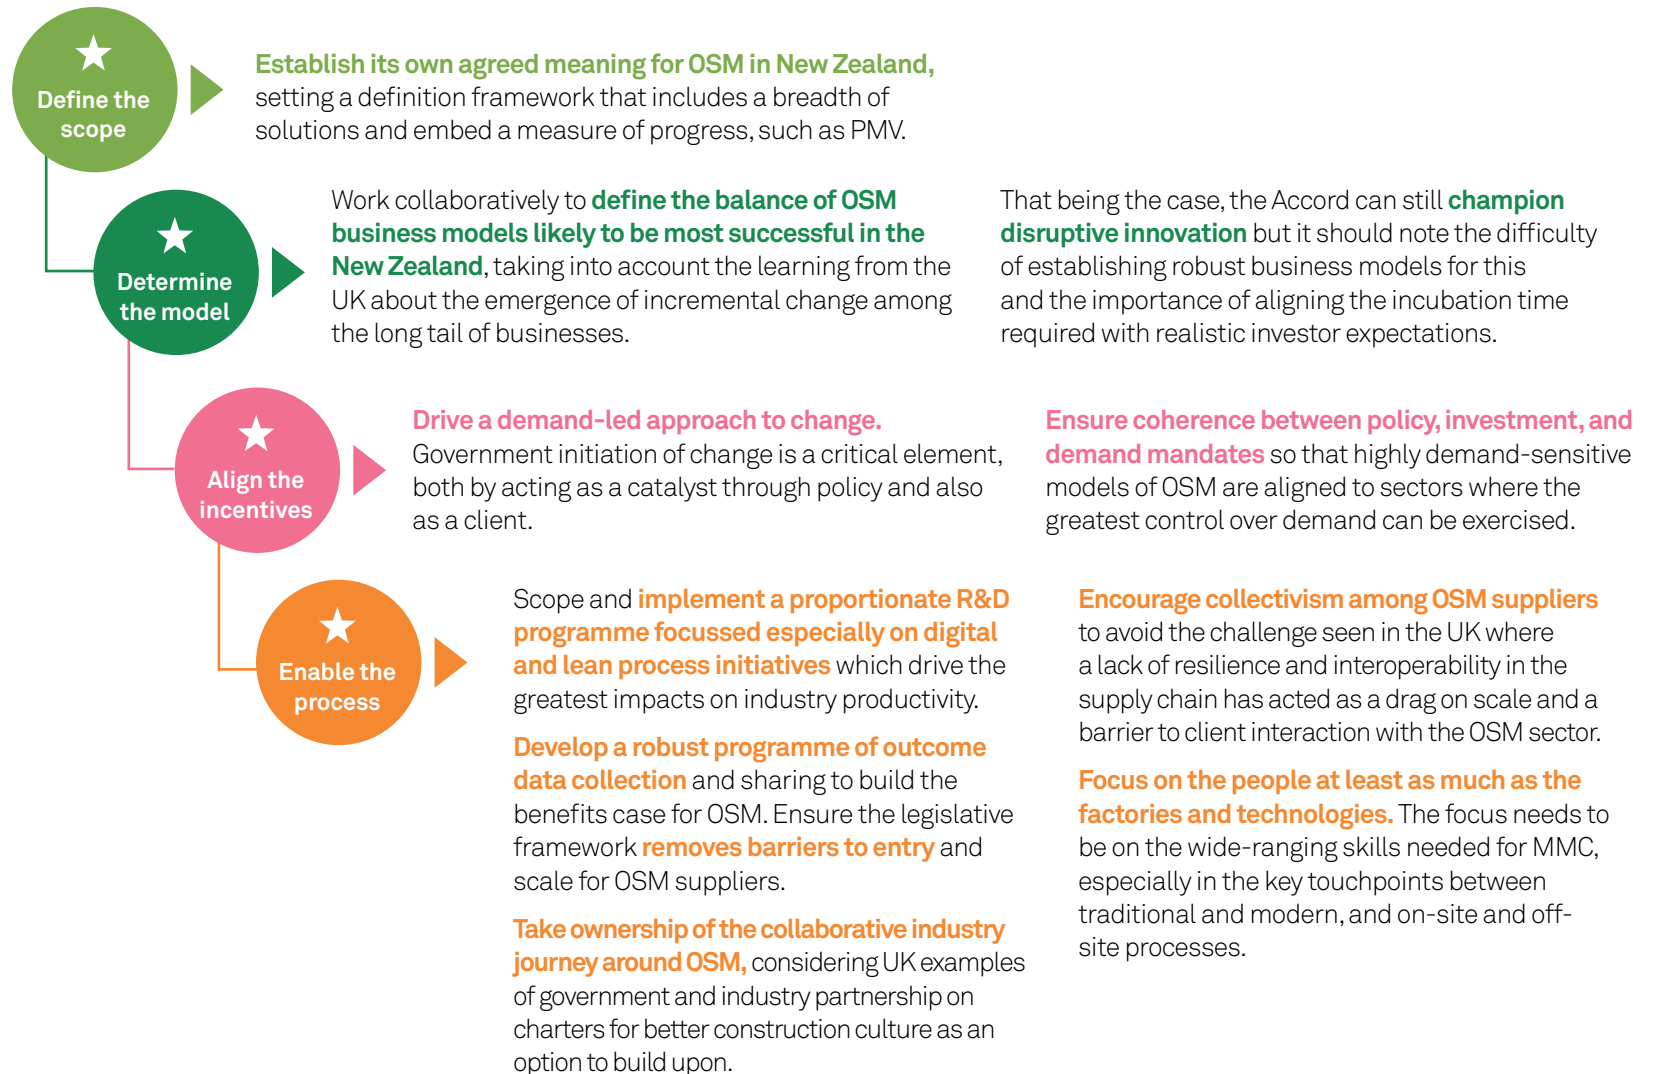 Define the
scope
Establish its own agreed meaning for OSM in New Zealand,
setting a definition framework that includes a breadth of
solutions and embed a measure of progress, such as PMV.
Determine
the model
Work collaboratively to define the balance of OSM
business models likely to be most successful in the
New Zealand, taking into account the learning from the
UK about the emergence of incremental change among
the long tail of businesses.
That being the case, the Accord can still champion
disruptive innovation but it should note the difficulty
of establishing robust business models for this
and the importance of aligning the incubation time
required with realistic investor expectations.
Align the
incentives
Drive a demand-led approach to change.
Government initiation of change is a critical element,
both by acting as a catalyst through policy and also
as a client.
Ensure coherence between policy, investment, and
demand mandates so that highly demand-sensitive
models of OSM are aligned to sectors where the
greatest control over demand can be exercised.
Enable the
process
Scope and implement a proportionate R&D
programme focussed especially on digital
and lean process initiatives which drive the
greatest impacts on industry productivity.
Develop a robust programme of outcome
data collection and sharing to build the
benefits case for OSM. Ensure the legislative
framework removes barriers to entry and
scale for OSM suppliers.
Take ownership of the collaborative industry
journey around OSM, considering UK examples
of government and industry partnership on
charters for better construction culture as an
option to build upon.
Encourage collectivism among OSM suppliers
to avoid the challenge seen in the UK where
a lack of resilience and interoperability in the
supply chain has acted as a drag on scale and a
barrier to client interaction with the OSM sector.
Focus on the people at least as much as the
factories and technologies. The focus needs to
be on the wide-ranging skills needed for MMC,
especially in the key touchpoints between
traditional and modern, and on-site and off-
site processes.